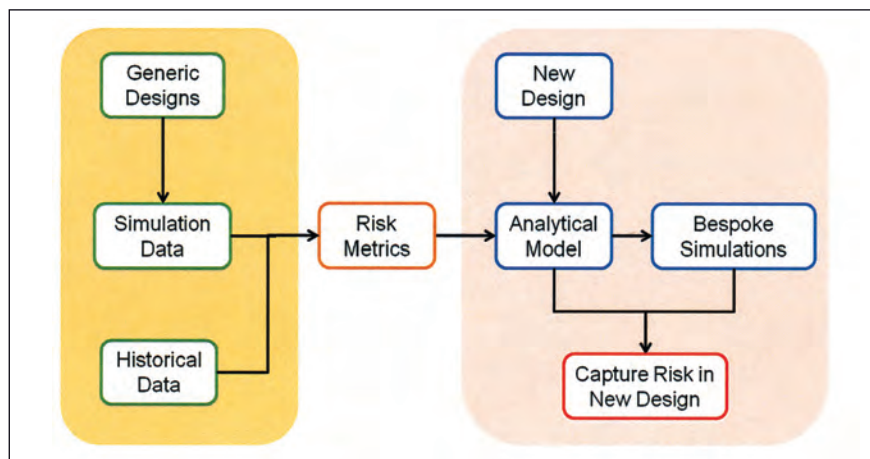 Generic
Designs
New
Design
Simulation
Data
Risk
Metrics
Analytical
Model
Bespoke
Simulations
Historical
Data
Capture Risk in
New Design